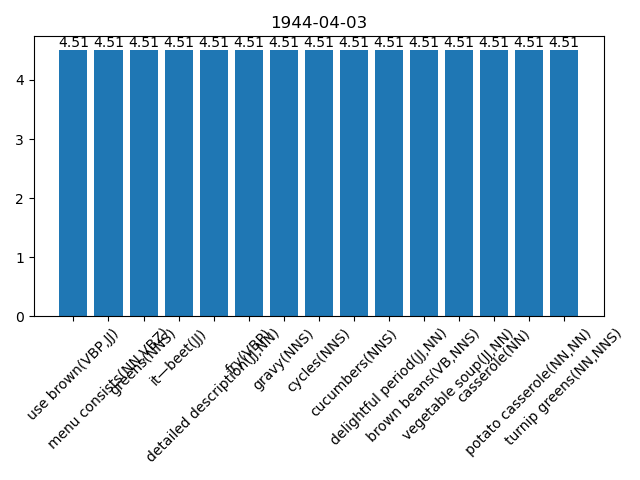 1944-04-03
4.51 4.51 4.51 4.51 4.51 4.51 4.51 4.51 4.51 4.51 4.51 4.51 4.51 4.51 4.51
4
3
2
1
0
use brown(VBP,JJ)
menu consists(NN,VBZ)
greens(NNS)
it—beet(JJ)
detailed description(JJ,NN)
fry(VBP)
gravy(NNS)
cycles(NNS)
cucumbers(NNS)
delightful period(JJ,NN)
brown beans(VB,NNS)
vegetable soup(JJ,NN)
casserole(NN)
potato casserole(NN,NN)
turnip greens(NN,NNS)